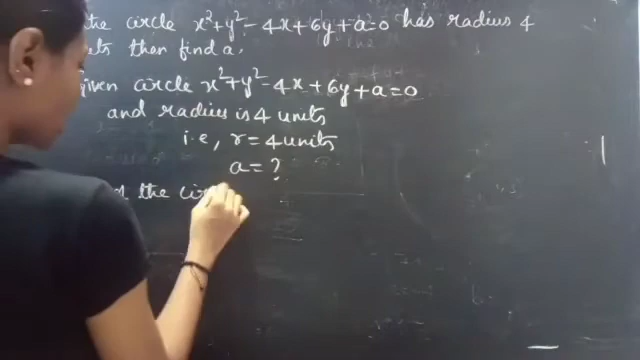 the circle x²+y²-4x+6y+a=0 has radius 4
then find a.
circle x²+y²-4x+6y+a=0
and radius is 4 units
i.e, r=4 units
a=?
the cir